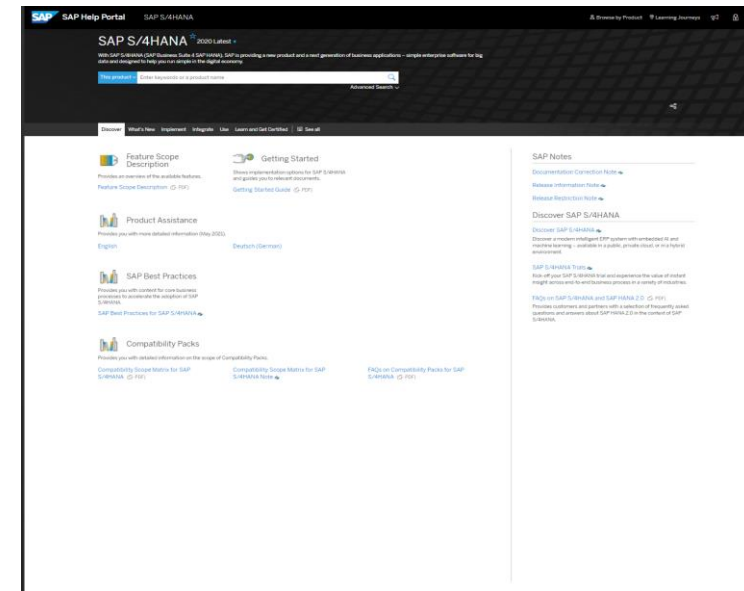 SAP SAP Help Portal SAP S/4HANA Browse by Product Learning Journeys
SAP S/4HANA 2020 Latest
With SAP S/4HANA (SAP Business Suite 4 SAP HANA), SAP is providing a new product and a next generation of business applications – simple enterprise software for big
data and designed to help you run simple in the digital economy.
This product Enter keywords or a product name
Advanced Search
Discover What's New Implement Integrate Use Learn and Get Certified See all
Feature Scope
Description
Provides an overview of the available features.
Feature Scope Description (PDF)
Getting Started
Shows implementation options for SAP S/4HANA
and guides you to relevant documents.
Getting Started Guide (PDF)
Product Assistance
Provides you with more detailed information (May 2021).
English Deutsch (German)
SAP Best Practices
Provides you with content for core business
processes to accelerate the adoption of SAP
S/4HANA.
SAP Best Practices for SAP S/4HANA
Compatibility Packs
Provides you with detailed information on the scope of Compatibility Packs.
Compatibility Scope Matrix for SAP
S/4HANA (PDF)
Compatibility Scope Matrix for SAP
S/4HANA Note
FAQs on Compatibility Packs for SAP
S/4HANA (PDF)
SAP Notes
Documentation Correction Note
Release Information Note
Release Restriction Note
Discover SAP S/4HANA
Discover SAP S/4HANA
Discover a modern intelligent ERP system with embedded AI and
machine learning – available in a public, private cloud, or in a hybrid
environment
SAP S/4HANA Trials
Kick off your SAP S/4HANA trial and experience the value of instant
insight across end-to-end business process in a variety of industries.
FAQs on SAP S/4HANA and SAP HANA 2.0 (PDF)
Provides customers and partners with a selection of frequently asked
questions and answers about SAP HANA 2.0 in the context of SAP
S/4HANA.